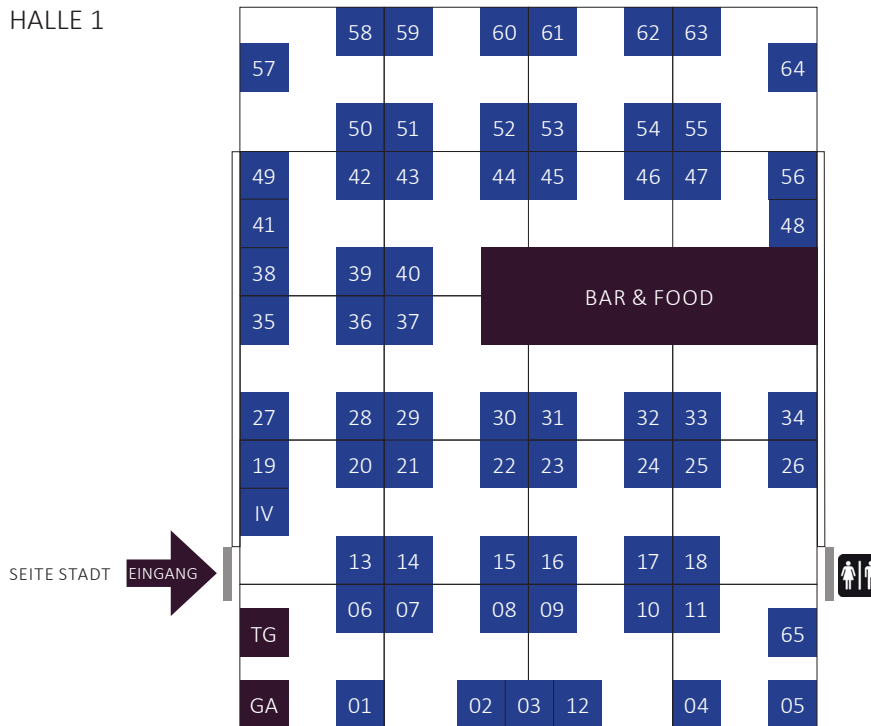 HALLE 1
58 59 60 61 62 63
57 64
50 51 52 53 54 55
49 42 43 44 45 46 47 56
41 48
38 39 40
BAR & FOOD
35 36 37
27 28 29 30 31 32 33 34
19 20 21 22 23 24 25 26
IV
13 14 15 16 17 18
SEITE STADT EINGANG
06 07 08 09 10 11
TG 65
GA 01 02 03 12 04 05